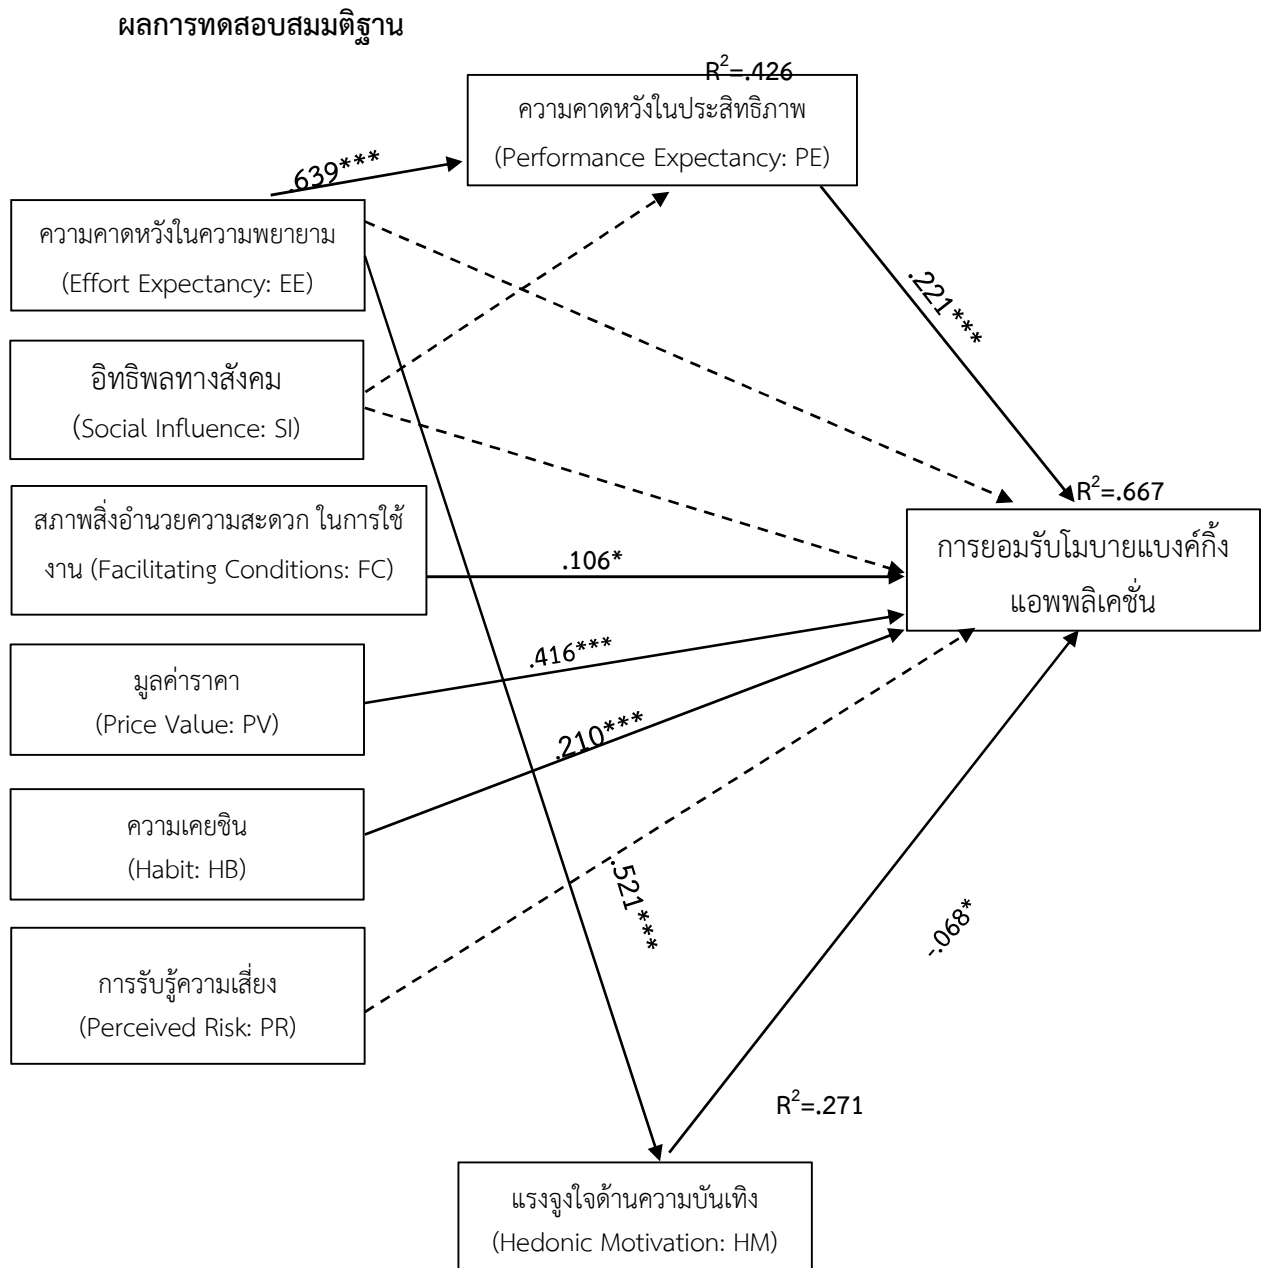 ผลการทดสอบสมมติฐาน
R²=.426
ความคาดหวังในประสิทธิภาพ
(Performance Expectancy: PE)
.639***
ความคาดหวังในความพยายาม
(Effort Expectancy: EE)
.221***
อิทธิพลทางสังคม
(Social Influence: SI)
R²=.667
สภาพสิ่งอำนวยความสะดวก ในการใช้
งาน (Facilitating Conditions: FC)
.106*
การยอมรับโมบายแบงค์กิ้ง
แอพพลิเคชั่น
.416***
มูลค่าราคา
(Price Value: PV)
.210***
ความเคยชิน
(Habit: HB)
.521***
-.068*
การรับรู้ความเสี่ยง
(Perceived Risk: PR)
R²=.271
แรงจูงใจด้านความบันเทิง
(Hedonic Motivation: HM)